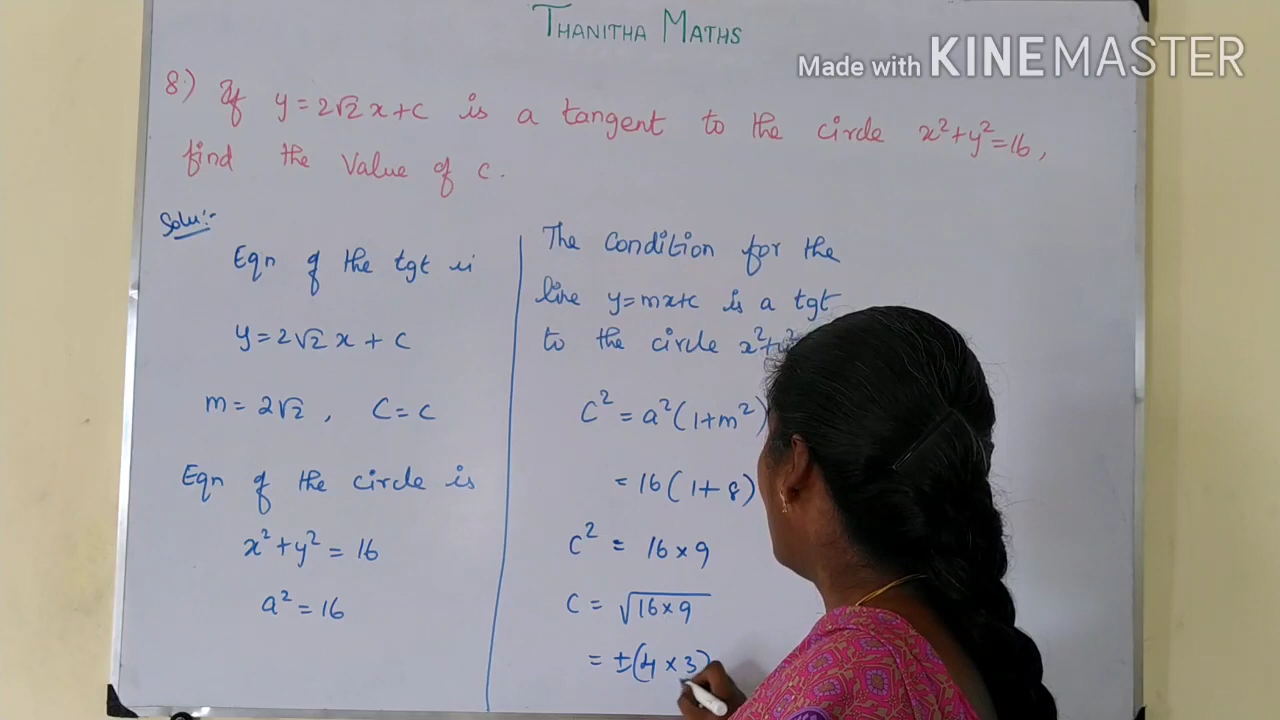 THANITHA MATHS
Made with KINEMASTER
8.) If y = 2√2 x + c is a tangent to the circle x² + y² = 16,
find the value of c.
Solu:-
Eqn of the tgt is
y = 2√2 x + c
m = 2√2 , C = c
Eqn of the circle is
x² + y² = 16
a² = 16
The Condition for the
line y = mx + c is a tgt
to the circle x² + y²
C² = a² (1 + m²)
= 16 (1 + 8)
C² = 16 × 9
C = √16 × 9
= ± (4 × 3)